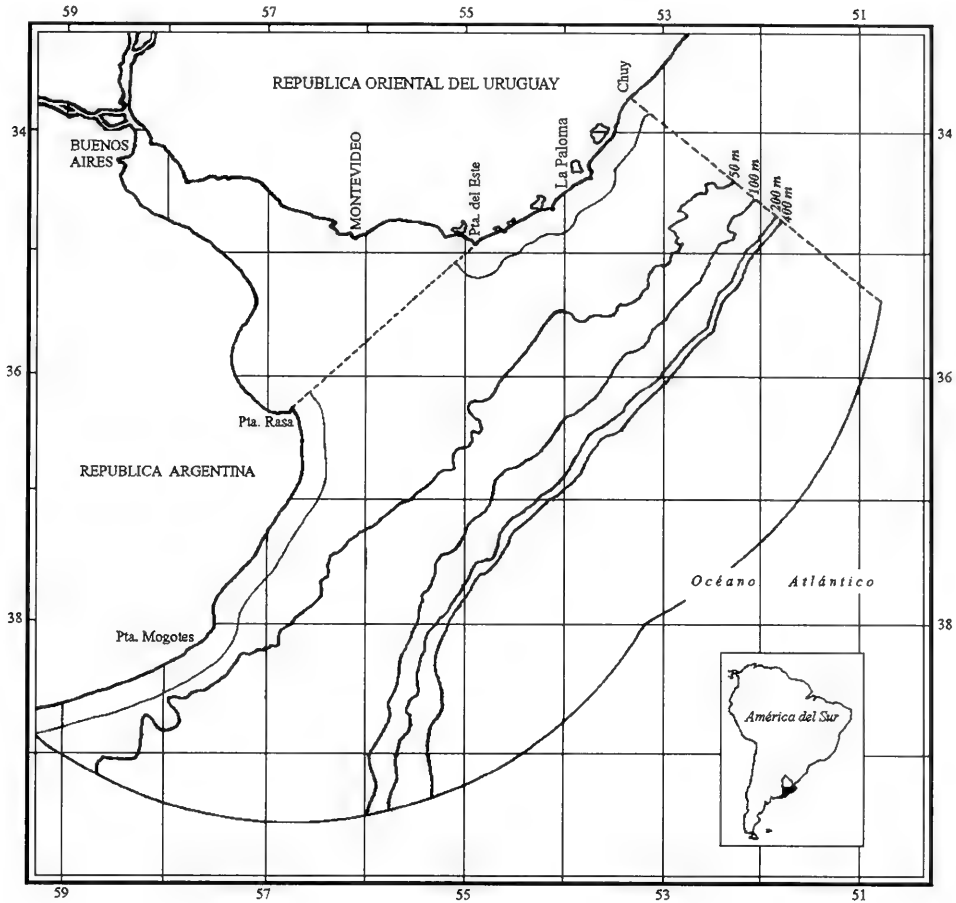 59
57
55
53
51
REPUBLICA ORIENTAL DEL URUGUAY
Chuy
34
34
BUENOS
AIRES
MONTEVIDEO
Pta. del Este
La Paloma
50 m
100 m
200 m
400 m
36
36
Pta. Rasa
REPUBLICA ARGENTINA
Océano Atlántico
38
38
Pta. Mogotes
América del Sur
59
57
55
53
51